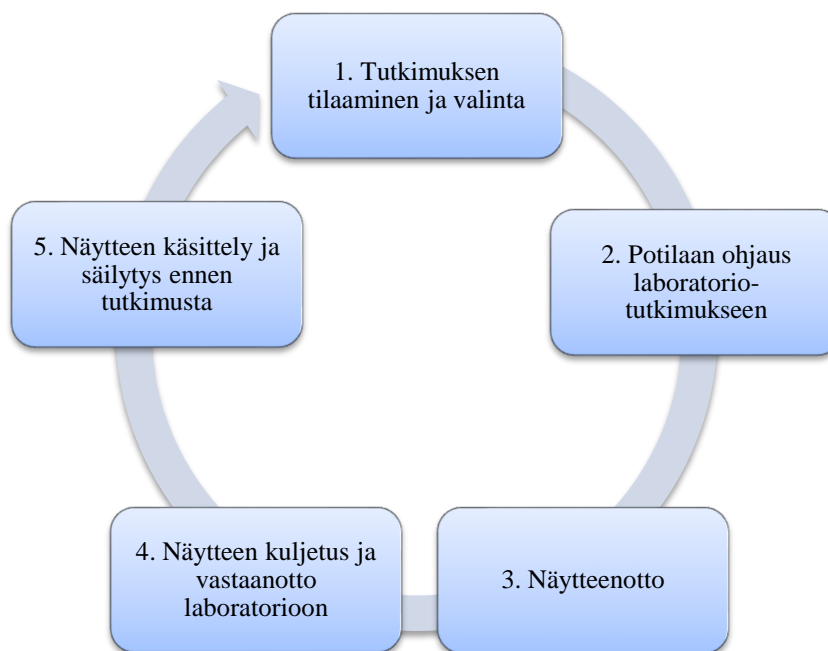 1. Tutkimuksen
tilaaminen ja valinta
2. Potilaan ohjaus
laboratorio-
tutkimukseen
3. Näytteenotto
4. Näytteen kuljetus ja
vastaanotto
laboratorioon
5. Näytteen käsittely ja
säilytys ennen
tutkimusta